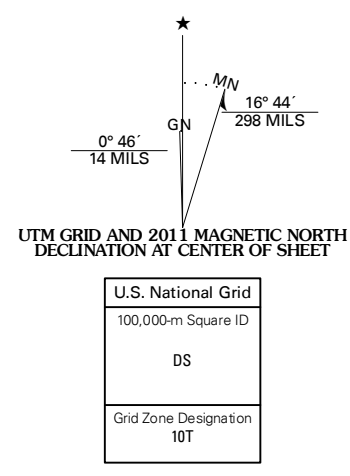 ★
MN
GN
16° 44´
298 MILS
0° 46´
14 MILS
UTM GRID AND 2011 MAGNETIC NORTH
DECLINATION AT CENTER OF SHEET
U.S. National Grid
100,000-m Square ID
DS
Grid Zone Designation
10T